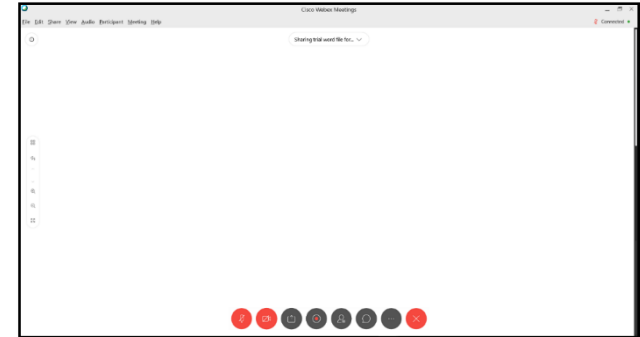 Cisco Webex Meetings
File Edit Share View Audio Participant Meeting Help
Connected
Sharing trial word file for...